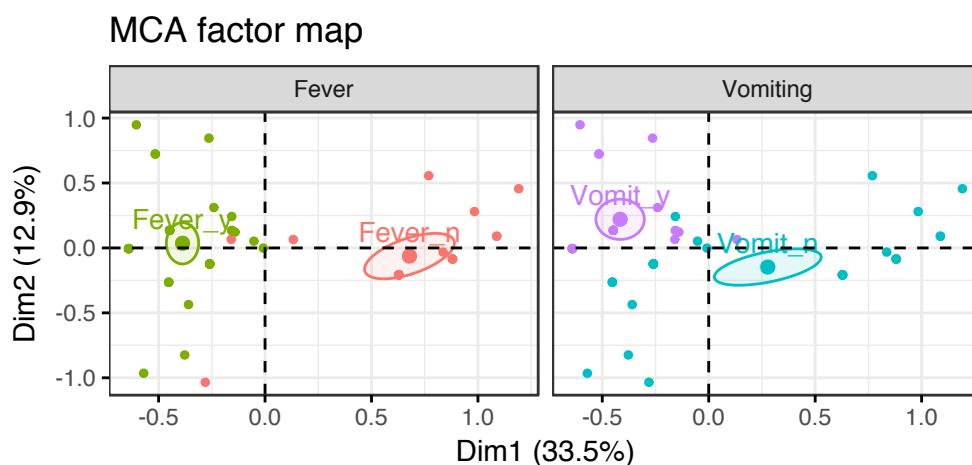 MCA factor map
Fever
Vomiting
1.0
0.5
0.0
-0.5
-1.0
Dim2 (12.9%)
Fever_y
Fever_n
Vomit_y
Vomit_n
-0.5
0.0
0.5
1.0
-0.5
0.0
0.5
1.0
Dim1 (33.5%)